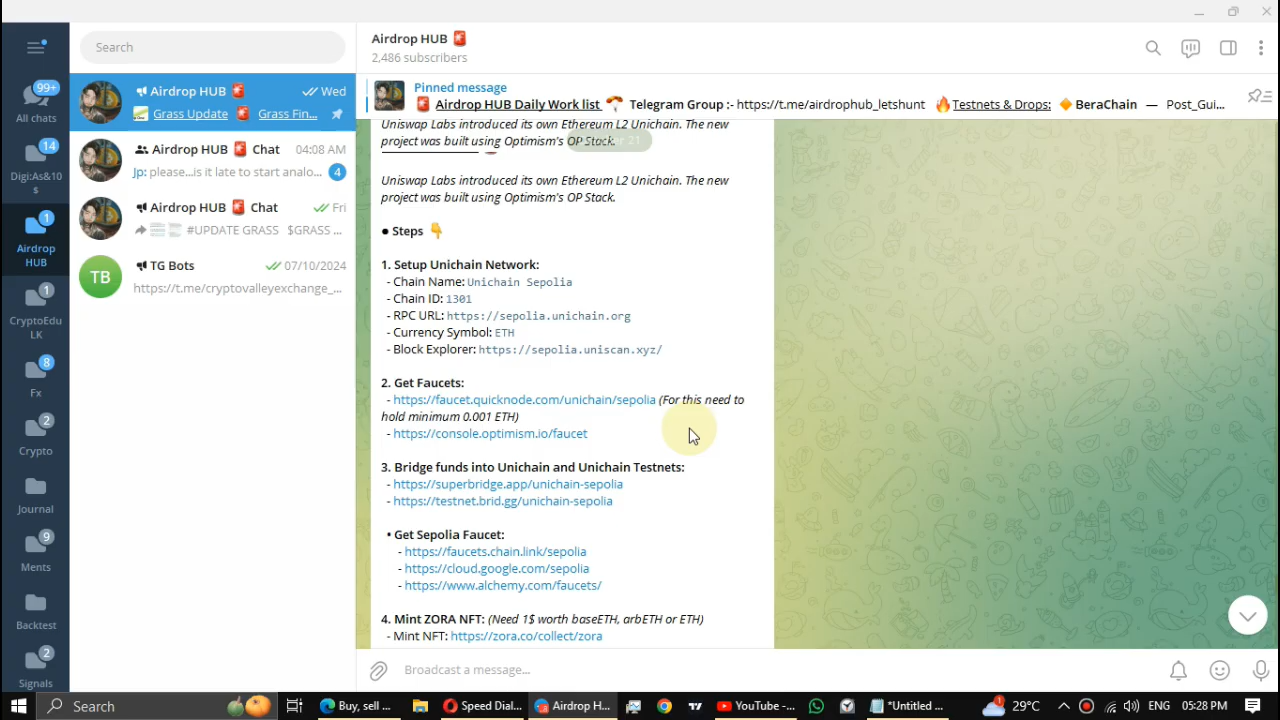 Search
Airdrop HUB
2,486 subscribers
99+
All chats
14
Digi:As&10
$
1
Airdrop
HUB
1
CryptoEdu
LK
8
Fx
2
Crypto
Journal
9
Ments
Backtest
2
Signals
Airdrop HUB Wed
Grass Update Grass Fin...
Airdrop HUB Chat 04:08 AM
Jp: please...is it late to start analo... 4
Airdrop HUB Chat Fri
#UPDATE GRASS $GRASS ...
TB
TG Bots 07/10/2024
https://t.me/cryptovalleyexchange_...
Pinned message
Airdrop HUB Daily Work list Telegram Group :- https://t.me/airdrophub_letshunt Testnets & Drops: BeraChain — Post_Gui...
Uniswap Labs introduced its own Ethereum L2 Unichain. The new
project was built using Optimism's OP Stack.
21
Uniswap Labs introduced its own Ethereum L2 Unichain. The new
project was built using Optimism's OP Stack.
● Steps
1. Setup Unichain Network:
- Chain Name: Unichain Sepolia
- Chain ID: 1301
- RPC URL: https://sepolia.unichain.org
- Currency Symbol: ETH
- Block Explorer: https://sepolia.uniscan.xyz/
2. Get Faucets:
- https://faucet.quicknode.com/unichain/sepolia (For this need to
hold minimum 0.001 ETH)
- https://console.optimism.io/faucet
3. Bridge funds into Unichain and Unichain Testnets:
- https://superbridge.app/unichain-sepolia
- https://testnet.brid.gg/unichain-sepolia
• Get Sepolia Faucet:
- https://faucets.chain.link/sepolia
- https://cloud.google.com/sepolia
- https://www.alchemy.com/faucets/
4. Mint ZORA NFT: (Need 1$ worth baseETH, arbETH or ETH)
- Mint NFT: https://zora.co/collect/zora
Broadcast a message...
Search
Buy, sell ...
Speed Dial...
Airdrop H...
YouTube -...
*Untitled ...
1
29°C
ENG
05:28 PM